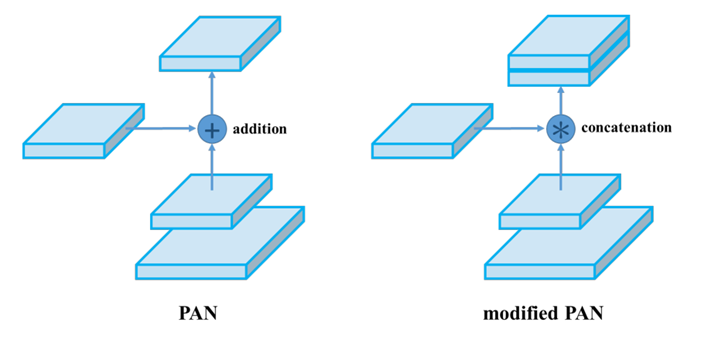 + addition
* concatenation
PAN
modified PAN